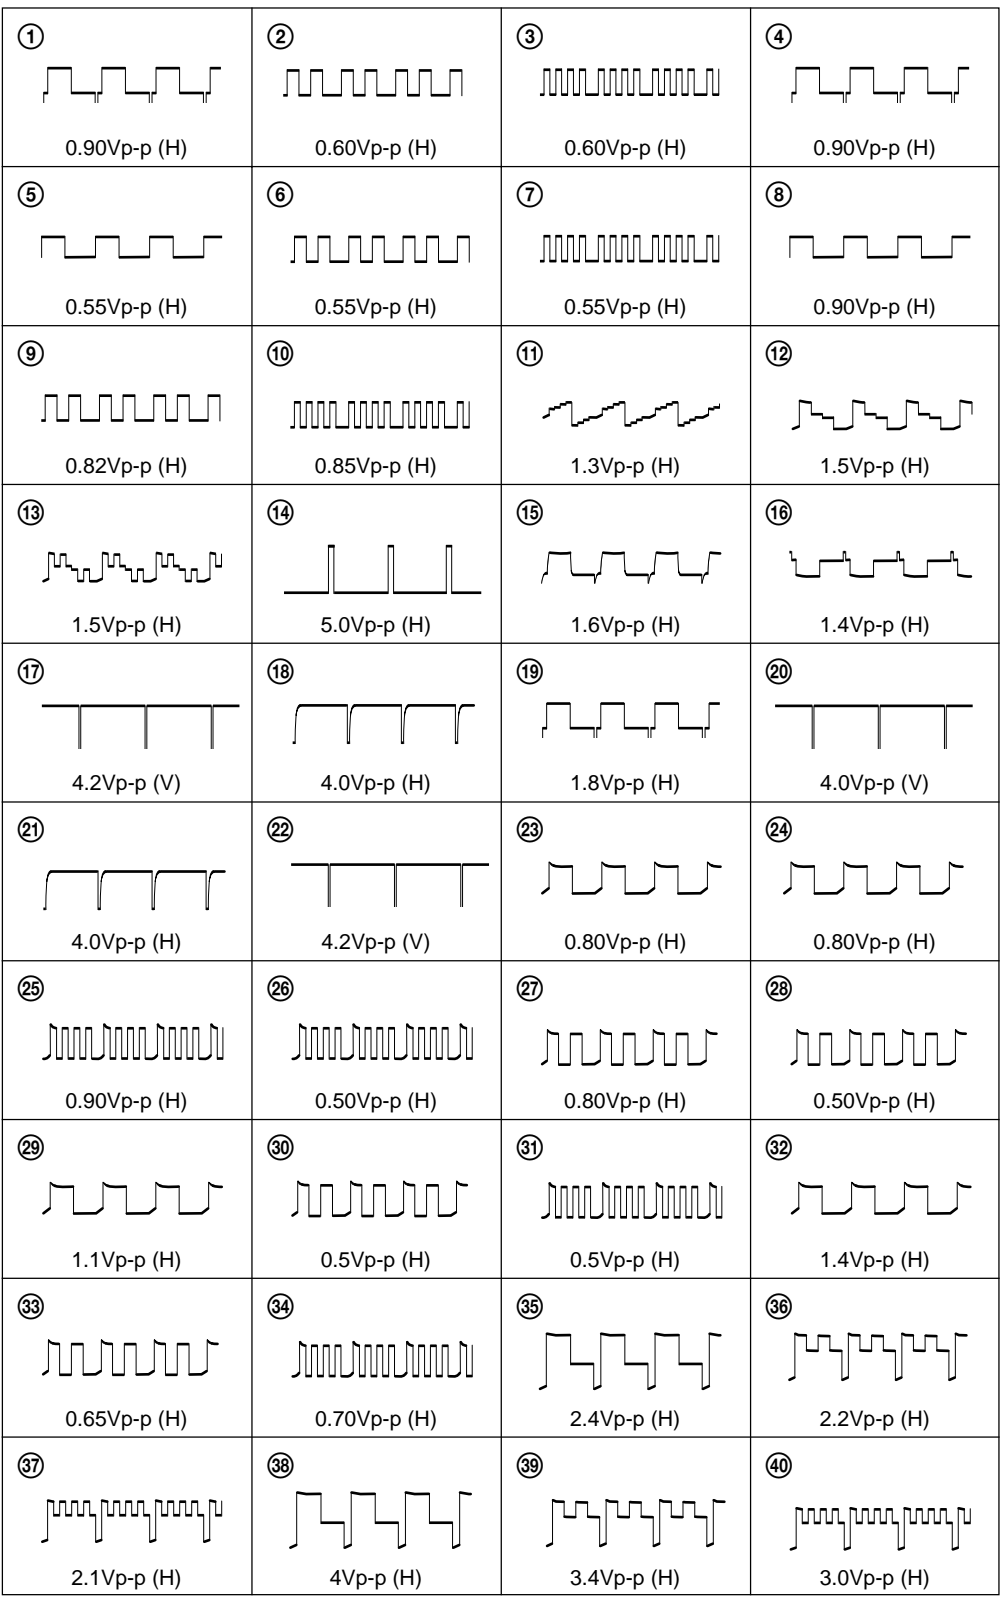 ① ② ③ ④
0.90Vp-p (H) 0.60Vp-p (H) 0.60Vp-p (H) 0.90Vp-p (H)
⑤ ⑥ ⑦ ⑧
0.55Vp-p (H) 0.55Vp-p (H) 0.55Vp-p (H) 0.90Vp-p (H)
⑨ ⑩ ⑪ ⑫
0.82Vp-p (H) 0.85Vp-p (H) 1.3Vp-p (H) 1.5Vp-p (H)
⑬ ⑭ ⑮ ⑯
1.5Vp-p (H) 5.0Vp-p (H) 1.6Vp-p (H) 1.4Vp-p (H)
⑰ ⑱ ⑲ ⑳
4.2Vp-p (V) 4.0Vp-p (H) 1.8Vp-p (H) 4.0Vp-p (V)
㉑ ㉒ ㉓ ㉔
4.0Vp-p (H) 4.2Vp-p (V) 0.80Vp-p (H) 0.80Vp-p (H)
㉕ ㉖ ㉗ ㉘
0.90Vp-p (H) 0.50Vp-p (H) 0.80Vp-p (H) 0.50Vp-p (H)
㉙ ㉚ ㉛ ㉜
1.1Vp-p (H) 0.5Vp-p (H) 0.5Vp-p (H) 1.4Vp-p (H)
㉝ ㉞ ㉟ ㊱
0.65Vp-p (H) 0.70Vp-p (H) 2.4Vp-p (H) 2.2Vp-p (H)
㊲ ㊳ ㊴ ㊵
2.1Vp-p (H) 4Vp-p (H) 3.4Vp-p (H) 3.0Vp-p (H)